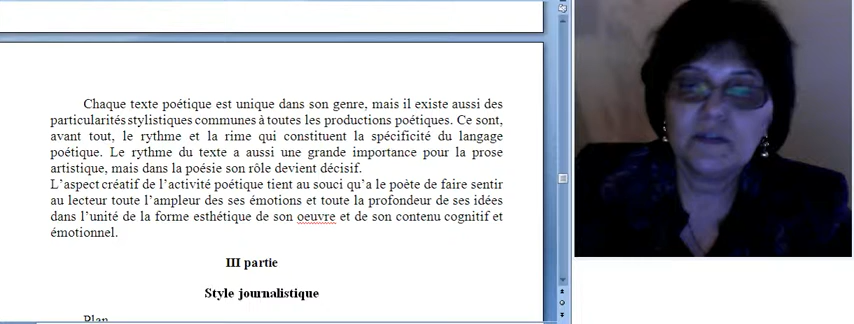 Chaque texte poétique est unique dans son genre, mais il existe aussi des
particularités stylistiques communes à toutes les productions poétiques. Ce sont,
avant tout, le rythme et la rime qui constituent la spécificité du langage
poétique. Le rythme du texte a aussi une grande importance pour la prose
artistique, mais dans la poésie son rôle devient décisif.
L'aspect créatif de l'activité poétique tient au souci qu'a le poète de faire sentir
au lecteur toute l'ampleur des ses émotions et toute la profondeur de ses idées
dans l'unité de la forme esthétique de son oeuvre et de son contenu cognitif et
émotionnel.
III partie
Style journalistique
Plan